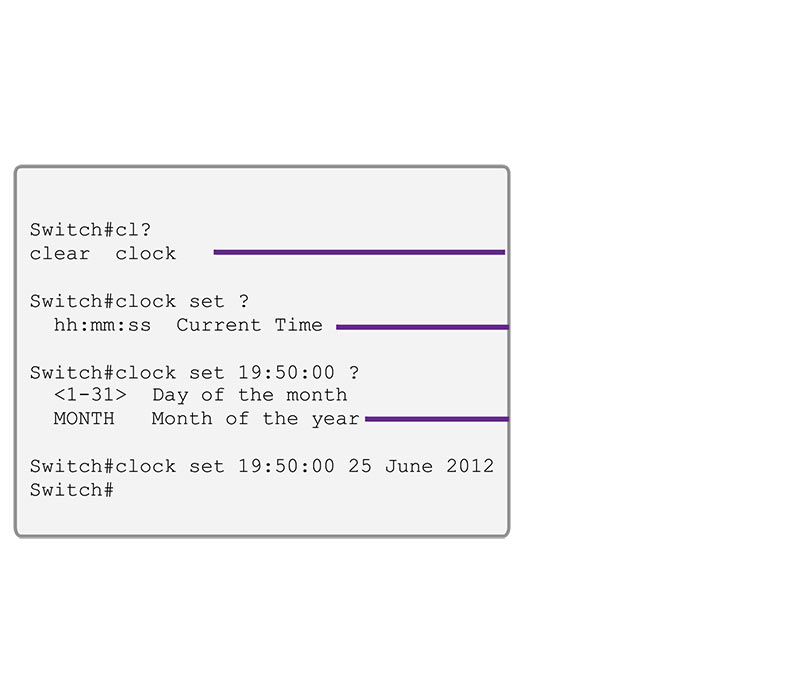 Switch#cl?
clear  clock
Switch#clock set ?
  hh:mm:ss  Current Time
Switch#clock set 19:50:00 ?
  <1-31>  Day of the month
  MONTH   Month of the year
Switch#clock set 19:50:00 25 June 2012
Switch#